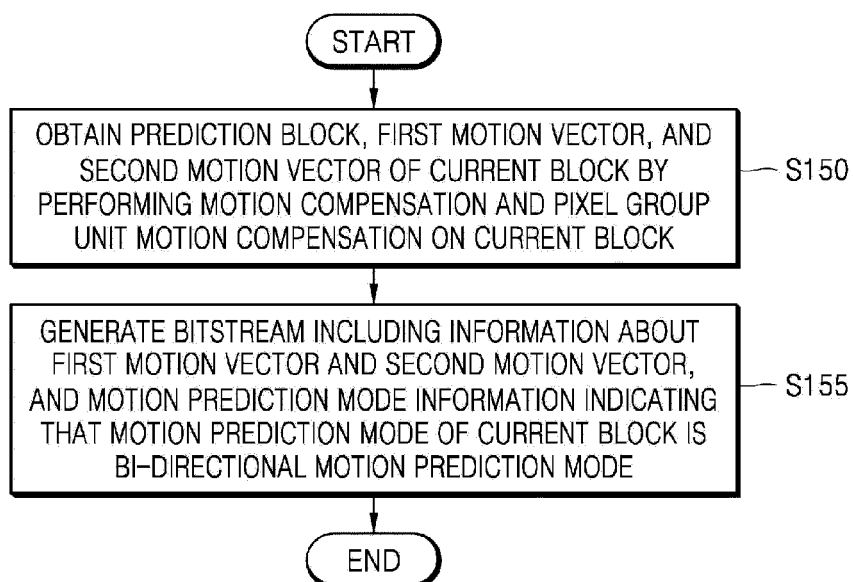 START
OBTAIN PREDICTION BLOCK, FIRST MOTION VECTOR, AND
SECOND MOTION VECTOR OF CURRENT BLOCK BY
PERFORMING MOTION COMPENSATION AND PIXEL GROUP
UNIT MOTION COMPENSATION ON CURRENT BLOCK
S150
GENERATE BITSTREAM INCLUDING INFORMATION ABOUT
FIRST MOTION VECTOR AND SECOND MOTION VECTOR,
AND MOTION PREDICTION MODE INFORMATION INDICATING
THAT MOTION PREDICTION MODE OF CURRENT BLOCK IS
BI-DIRECTIONAL MOTION PREDICTION MODE
S155
END